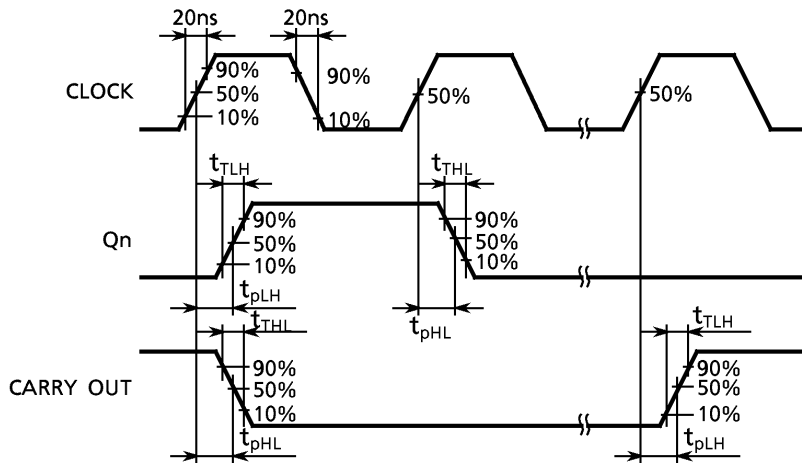 20ns 20ns
CLOCK 90% 50% 10% 90% 10% 50% 50%
tTLH tTHL
Qn 90% 50% 10% 90% 50% 10%
tpLH tpHL
tTHL tTLH
CARRY OUT 90% 50% 10% 90% 50% 10%
tpHL tpLH